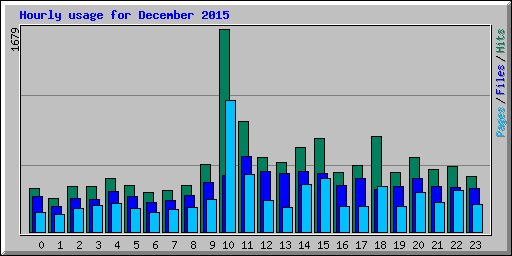 Hourly usage for December 2015
1679
Pages / Files / Hits
0 1 2 3 4 5 6 7 8 9 10 11 12 13 14 15 16 17 18 19 20 21 22 23